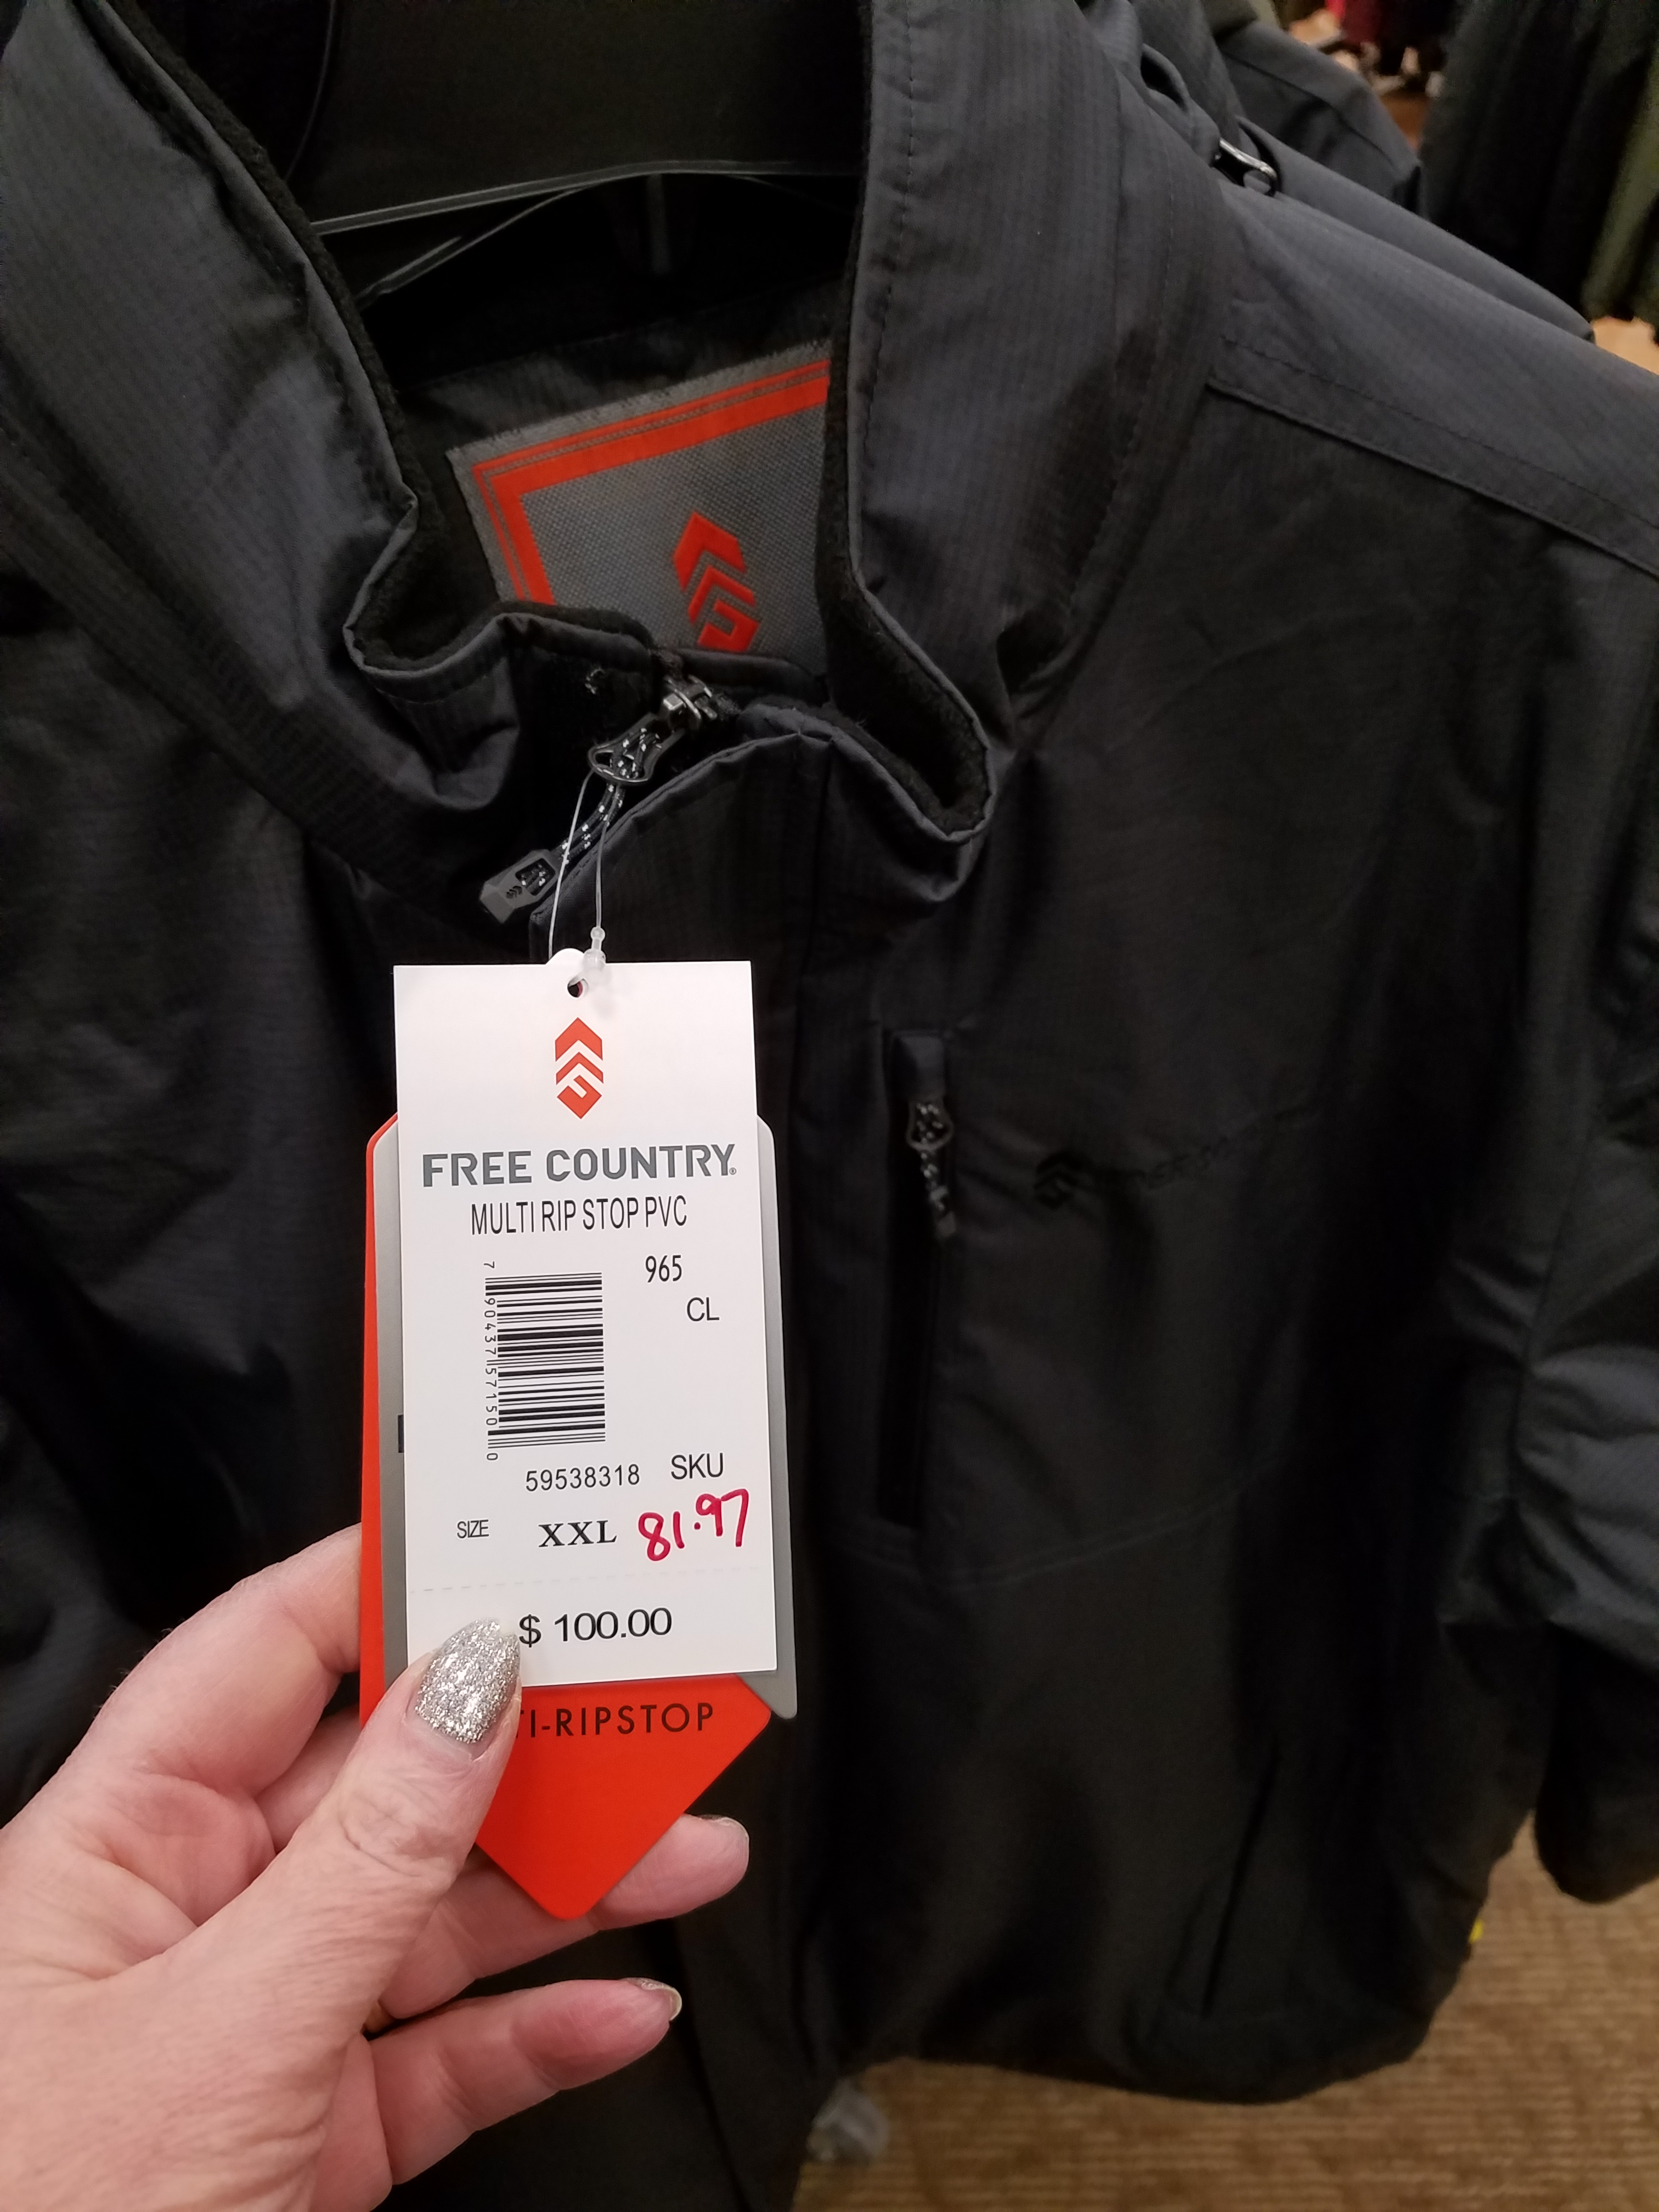 FREE COUNTRY®
MULTI RIP STOP PVC
965
CL
7 90437 57150 0
59538318 SKU
SIZE XXL 81.97
$ 100.00
TI-RIPSTOP